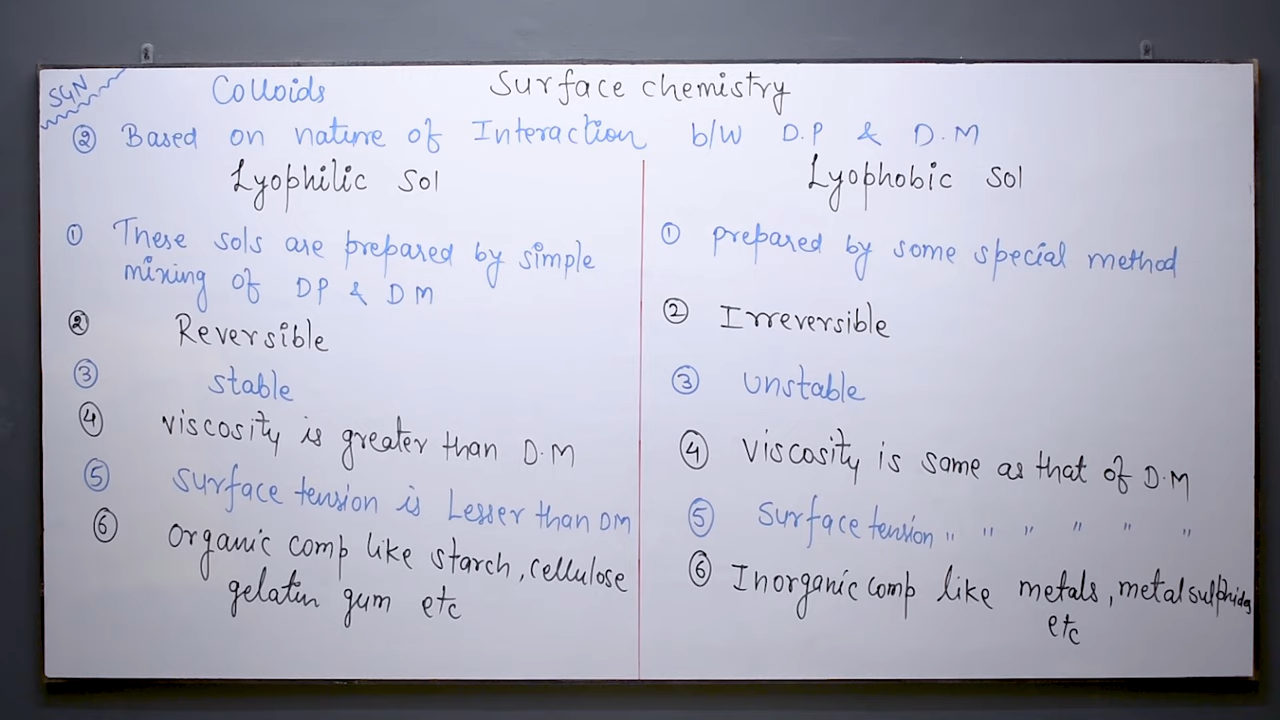 SGN
Colloids
Surface chemistry
② Based on nature of Interaction b/w D.P & D.M
Lyophilic Sol
① These sols are prepared by simple
mixing of DP & DM
② Reversible
③ stable
④ viscosity is greater than D.M
⑤ Surface tension is Lesser than DM
⑥ Organic comp like starch, cellulose
gelatin gum etc
Lyophobic Sol
① prepared by some special method
② Irreversible
③ Unstable
④ Viscosity is same as that of D.M
⑤ Surface tension " " " " " "
⑥ Inorganic comp like metals, metal sulphides
etc